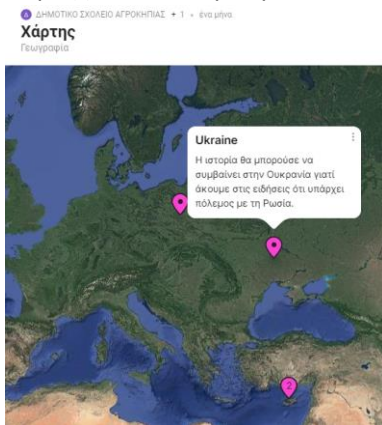 Δ ΔΗΜΟΤΙΚΟ ΣΧΟΛΕΙΟ ΑΓΡΟΚΗΠΙΑΣ + 1 • ένα μήνα
Χάρτης
Γεωγραφία
Ukraine
Η ιστορία θα μπορούσε να
συμβαίνει στην Ουκρανία γιατί
άκουμε στις ειδήσεις ότι υπάρχει
πόλεμος με τη Ρωσία.
2